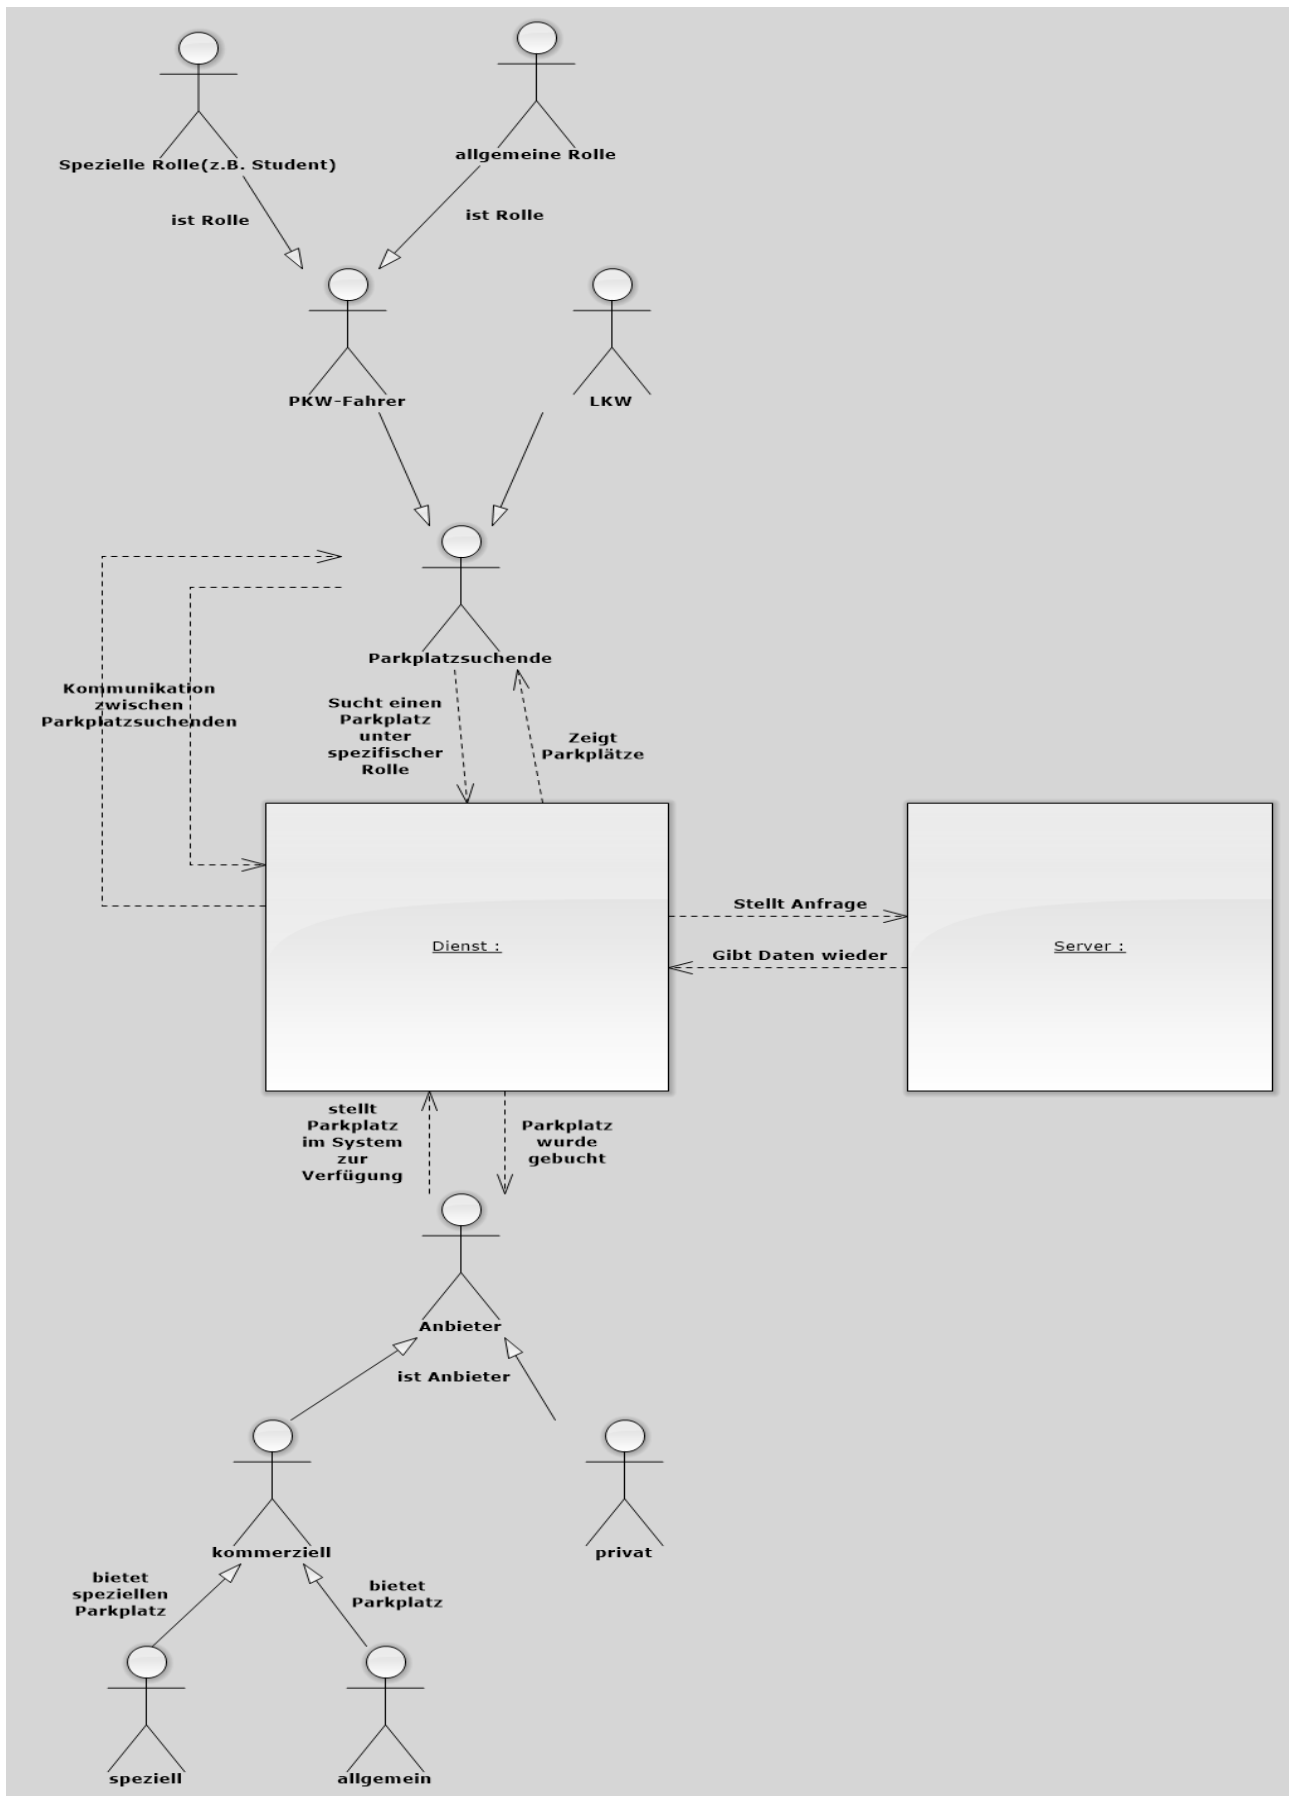 Spezielle Rolle(z.B. Student)
allgemeine Rolle
ist Rolle
ist Rolle
PKW-Fahrer
LKW
Parkplatzsuchende
Kommunikation
zwischen
Parkplatzsuchenden
Sucht einen
Parkplatz
unter
spezifischer
Rolle
Zeigt
Parkplätze
Dienst :
Stellt Anfrage
Gibt Daten wieder
Server :
stellt
Parkplatz
im System
zur
Verfügung
Parkplatz
wurde
gebucht
Anbieter
ist Anbieter
kommerziell
privat
bietet
speziellen
Parkplatz
bietet
Parkplatz
speziell
allgemein